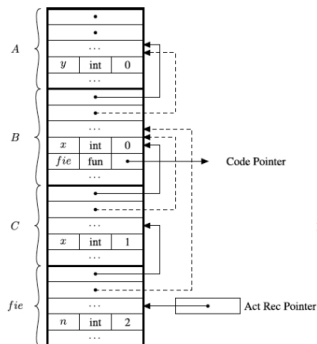 A
...
y int 0
...
B
...
x int 0
fie fun
Code Pointer
...
C
...
x int 1
...
fie
...
Act Rec Pointer
n int 2
...